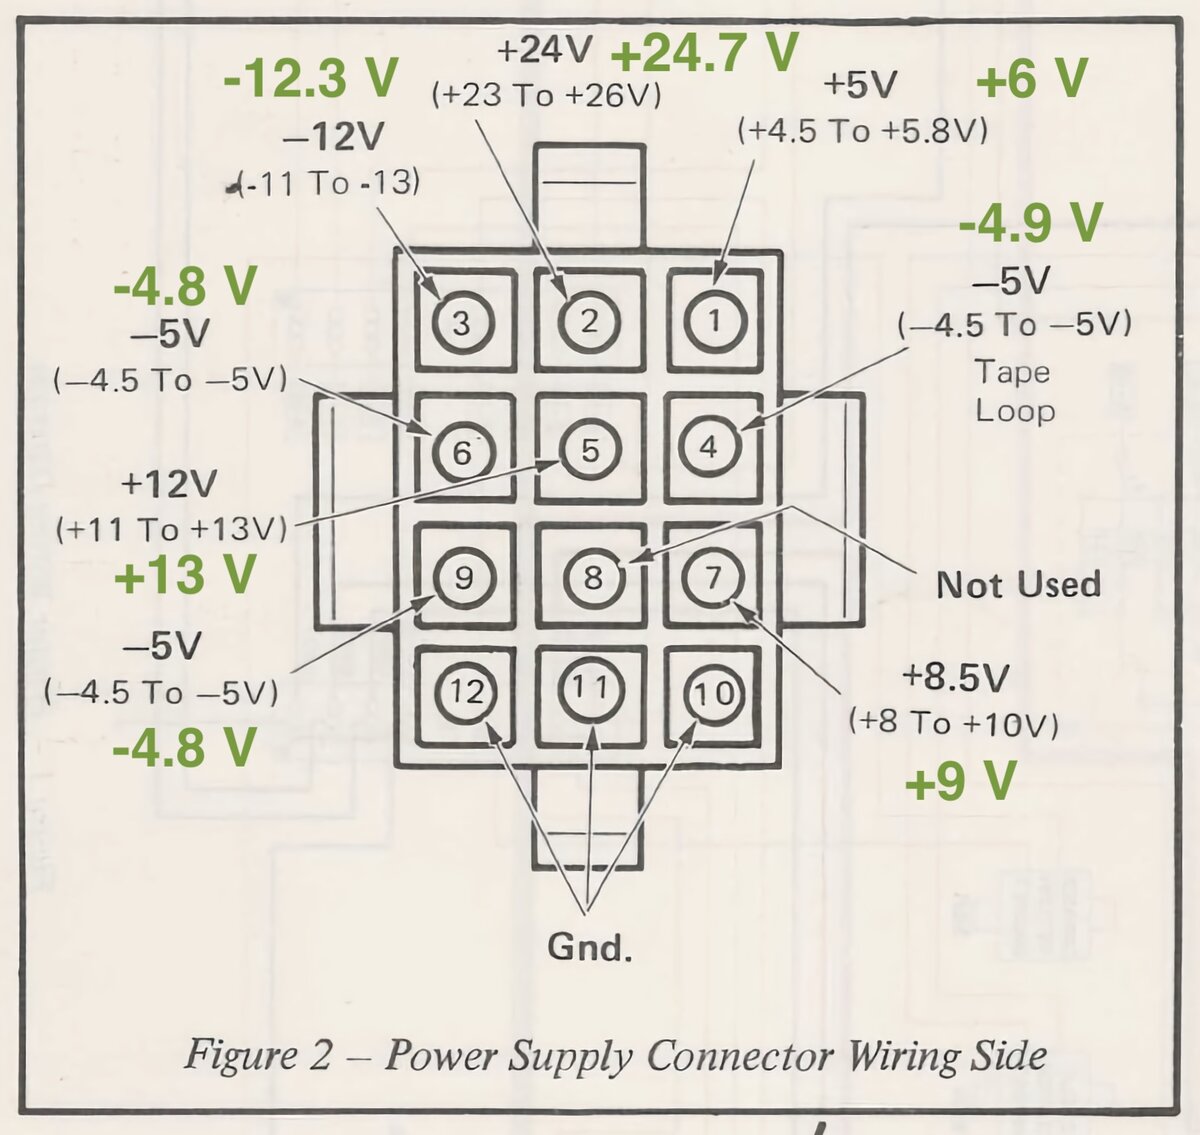 +24V +24.7 V
-12.3 V
(+23 To +26V)
+5V +6 V
(+4.5 To +5.8V)
–12V
(-11 To -13)
-4.9 V
–5V
(–4.5 To –5V)
Tape
Loop
-4.8 V
–5V
(–4.5 To –5V)
3 2 1
6 5 4
+12V
(+11 To +13V)
+13 V
9 8 7
Not Used
–5V
(–4.5 To –5V)
-4.8 V
12 11 10
+8.5V
(+8 To +10V)
+9 V
Gnd.
Figure 2 – Power Supply Connector Wiring Side